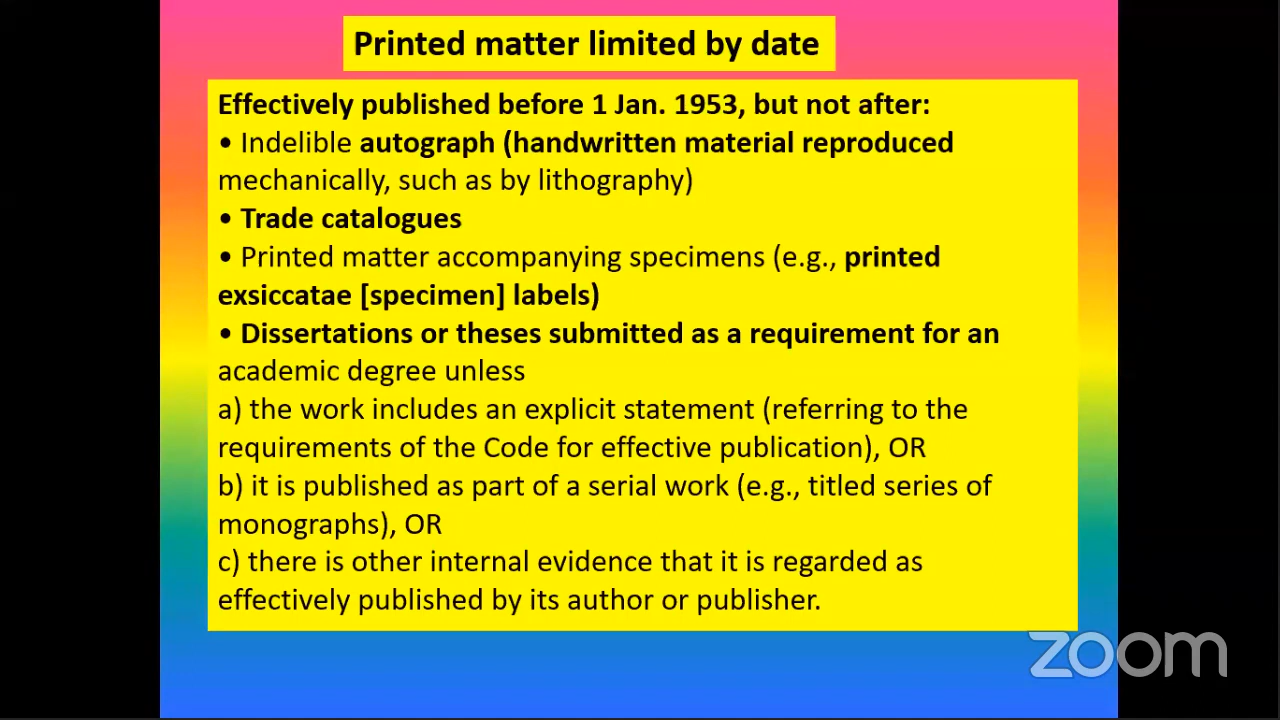 Printed matter limited by date
Effectively published before 1 Jan. 1953, but not after:
• Indelible autograph (handwritten material reproduced
mechanically, such as by lithography)
• Trade catalogues
• Printed matter accompanying specimens (e.g., printed
exsiccatae [specimen] labels)
• Dissertations or theses submitted as a requirement for an
academic degree unless
a) the work includes an explicit statement (referring to the
requirements of the Code for effective publication), OR
b) it is published as part of a serial work (e.g., titled series of
monographs), OR
c) there is other internal evidence that it is regarded as
effectively published by its author or publisher.
zoom